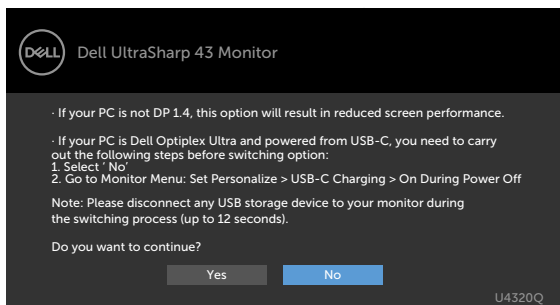 DELL
Dell UltraSharp 43 Monitor
· If your PC is not DP 1.4, this option will result in reduced screen performance.
· If your PC is Dell Optiplex Ultra and powered from USB-C, you need to carry
out the following steps before switching option:
1. Select ‘ No’
2. Go to Monitor Menu: Set Personalize > USB-C Charging > On During Power Off
Note: Please disconnect any USB storage device to your monitor during
the switching process (up to 12 seconds).
Do you want to continue?
Yes
No
U4320Q